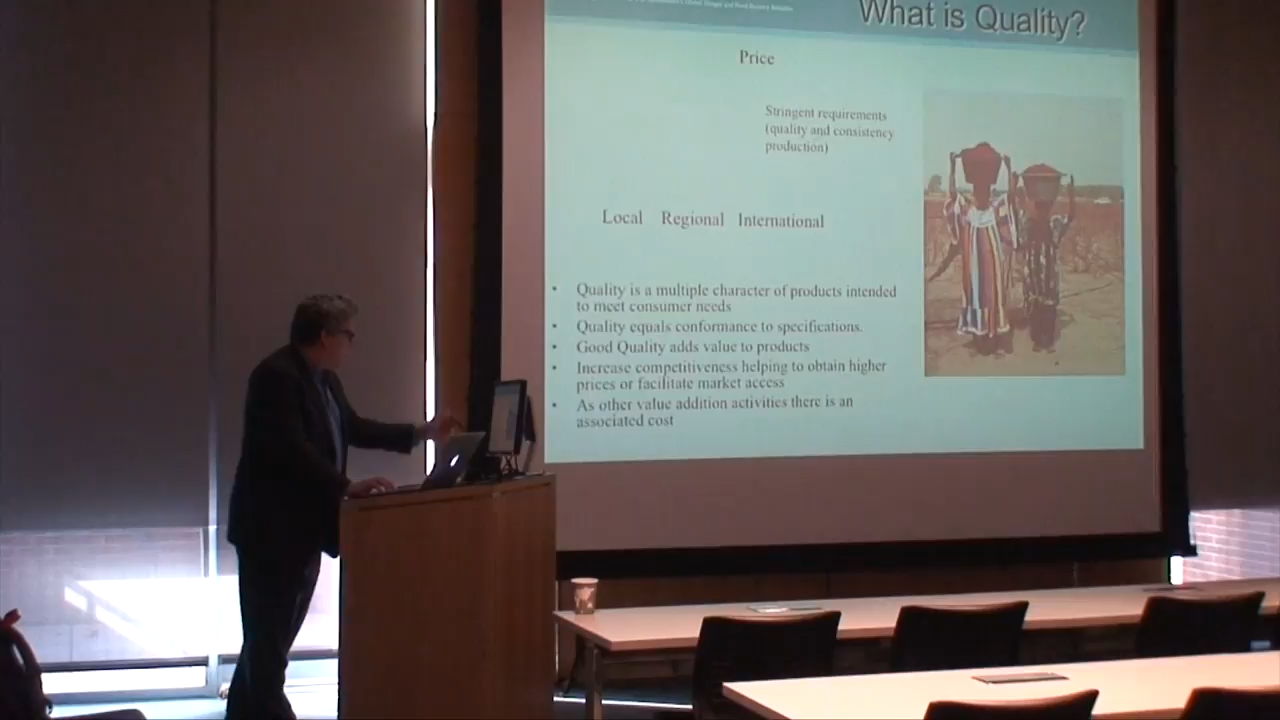 What is Quality?
Price
Stringent requirements
(quality and consistency
production)
Local Regional International
• Quality is a multiple character of products intended
to meet consumer needs
• Quality equals conformance to specifications.
• Good Quality adds value to products
• Increase competitiveness helping to obtain higher
prices or facilitate market access
• As other value addition activities there is an
associated cost